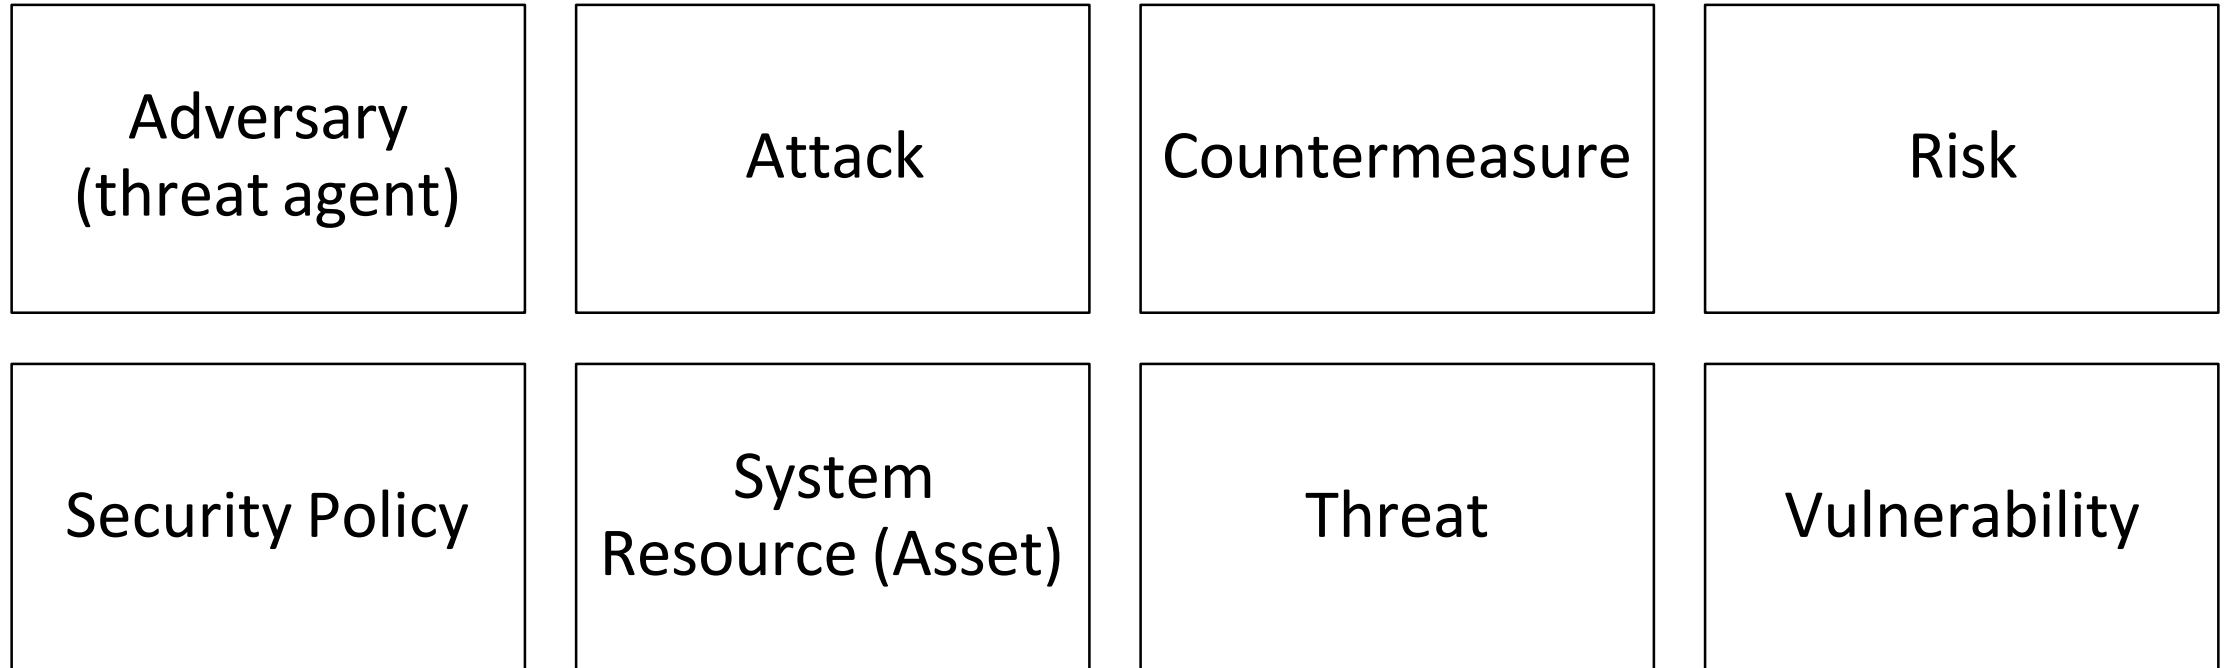 Adversary
(threat agent)
Attack
Countermeasure
Risk
Security Policy
System
Resource (Asset)
Threat
Vulnerability